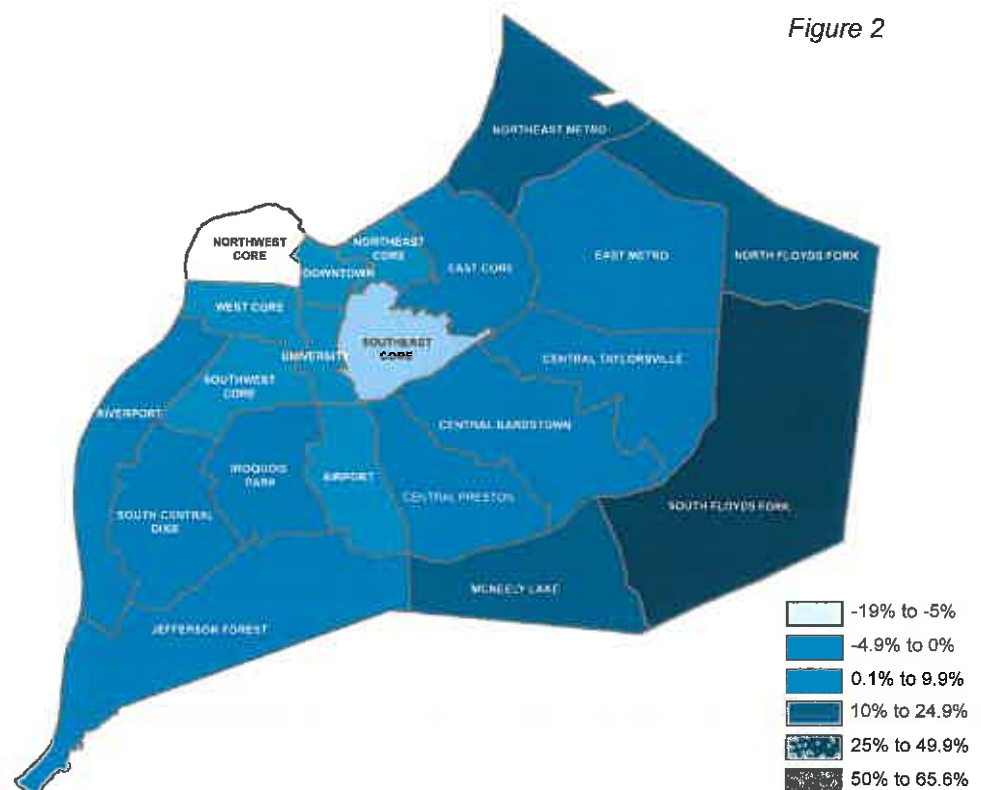 Figure 2
NORTHEAST METRO
NORTHWEST
CORE
NORTHEAST
CORE
EAST CORE
EAST METRO
NORTH FLOYDS FORK
DOWNTOWN
WEST CORE
SOUTHEAST
CORE
UNIVERSITY
CENTRAL TAYLORSVILLE
SOUTHWEST
CORE
RIVERPORT
CENTRAL BARDSTOWN
IROQUOIS
PARK
AIRPORT
CENTRAL PRESTON
SOUTH FLOYDS FORK
SOUTH CENTRAL
DIXIE
MCNEELY LAKE
JEFFERSON FOREST
-19% to -5%
-4.9% to 0%
0.1% to 9.9%
10% to 24.9%
25% to 49.9%
50% to 65.6%